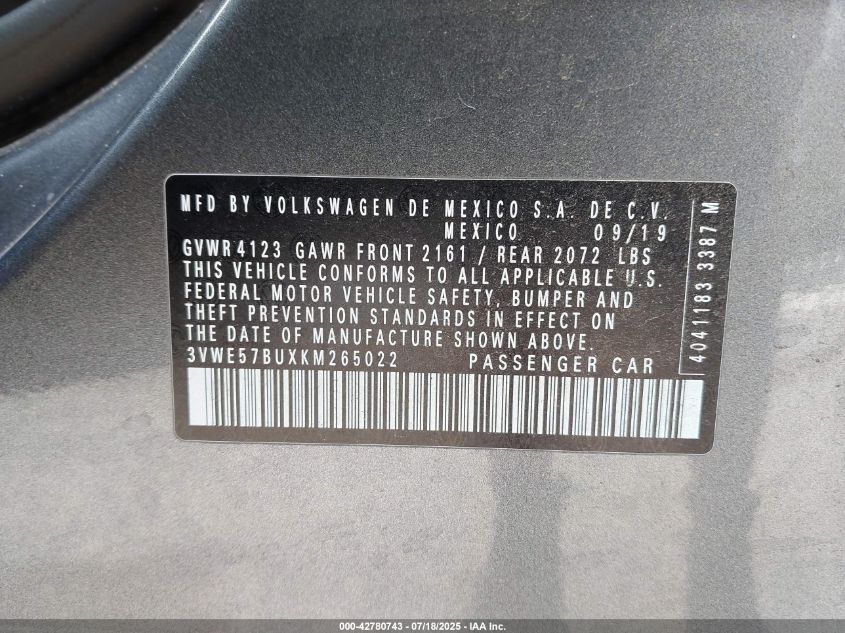 MFD BY VOLKSWAGEN DE MEXICO S.A. DE C.V.
MEXICO 09/19
GVWR 4123 GAWR FRONT 2161 / REAR 2072 LBS
THIS VEHICLE CONFORMS TO ALL APPLICABLE U.S.
FEDERAL MOTOR VEHICLE SAFETY, BUMPER AND
THEFT PREVENTION STANDARDS IN EFFECT ON
THE DATE OF MANUFACTURE SHOWN ABOVE.
3VWE57BUXKM265022 PASSENGER CAR
4041183 3387 M
000-42780743 - 07/18/2025 - IAA Inc.